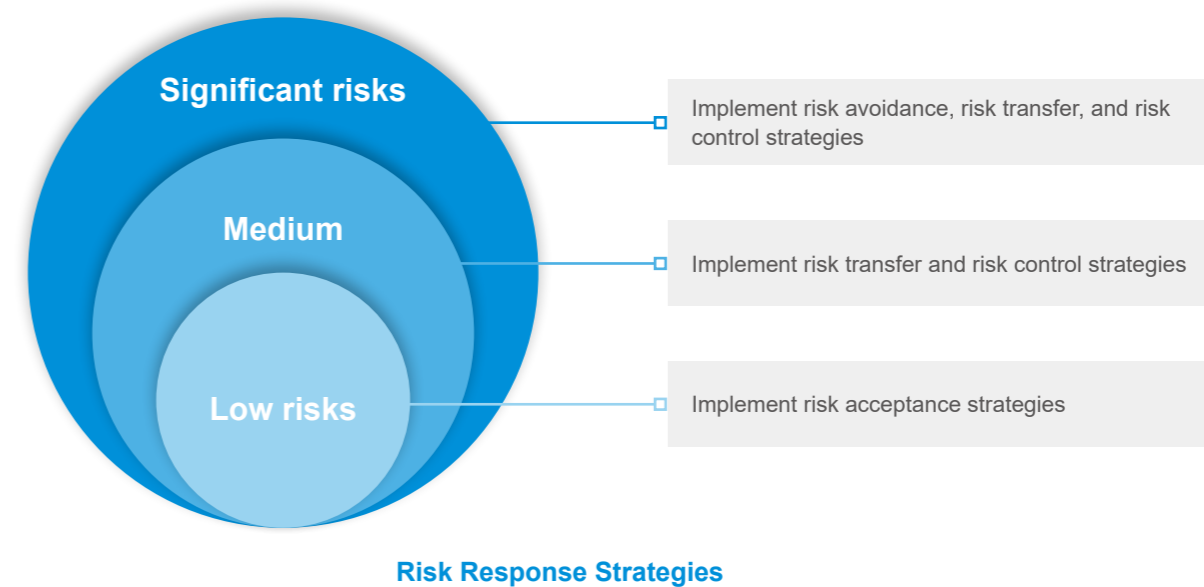 Significant risks
Implement risk avoidance, risk transfer, and risk
control strategies
Medium
Implement risk transfer and risk control strategies
Low risks
Implement risk acceptance strategies
Risk Response Strategies